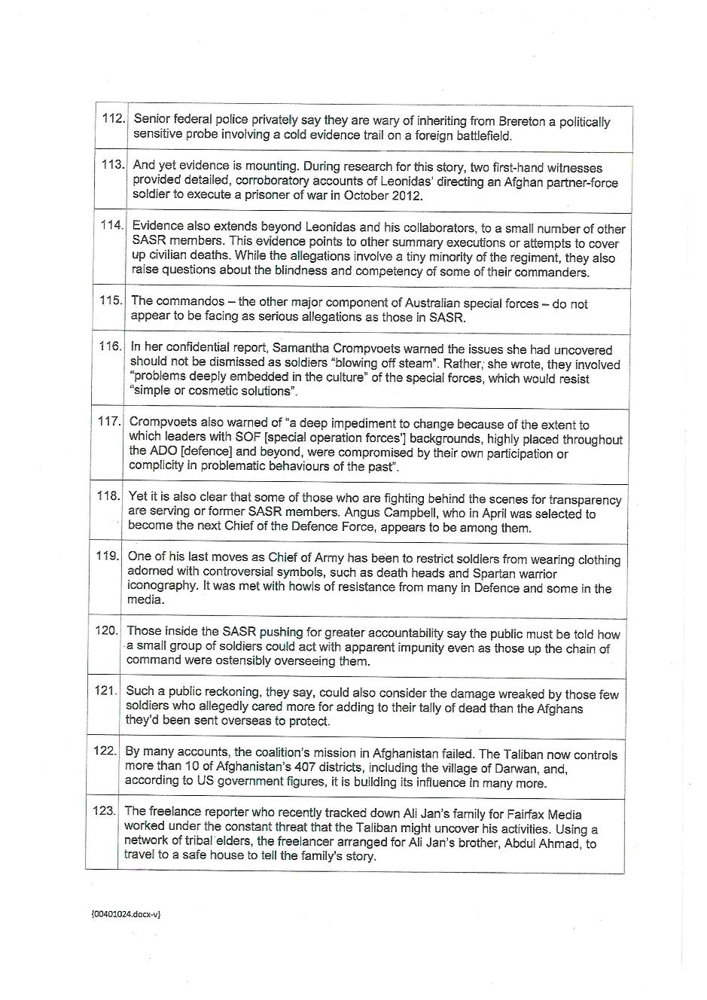 112. Senior federal police privately say they are wary of inheriting from Brereton a politically
sensitive probe involving a cold evidence trail on a foreign battlefield.
113. And yet evidence is mounting. During research for this story, two first-hand witnesses
provided detailed, corroboratory accounts of Leonidas' directing an Afghan partner-force
soldier to execute a prisoner of war in October 2012.
114. Evidence also extends beyond Leonidas and his collaborators, to a small number of other
SASR members. This evidence points to other summary executions or attempts to cover
up civilian deaths. While the allegations involve a tiny minority of the regiment, they also
raise questions about the blindness and competency of some of their commanders.
115. The commandos – the other major component of Australian special forces – do not
appear to be facing as serious allegations as those in SASR.
116. In her confidential report, Samantha Crompvoets warned the issues she had uncovered
should not be dismissed as soldiers "blowing off steam". Rather, she wrote, they involved
"problems deeply embedded in the culture" of the special forces, which would resist
"simple or cosmetic solutions".
117. Crompvoets also warned of "a deep impediment to change because of the extent to
which leaders with SOF [special operation forces'] backgrounds, highly placed throughout
the ADO [defence] and beyond, were compromised by their own participation or
complicity in problematic behaviours of the past".
118. Yet it is also clear that some of those who are fighting behind the scenes for transparency
are serving or former SASR members. Angus Campbell, who in April was selected to
become the next Chief of the Defence Force, appears to be among them.
119. One of his last moves as Chief of Army has been to restrict soldiers from wearing clothing
adorned with controversial symbols, such as death heads and Spartan warrior
iconography. It was met with howls of resistance from many in Defence and some in the
media.
120. Those inside the SASR pushing for greater accountability say the public must be told how
a small group of soldiers could act with apparent impunity even as those up the chain of
command were ostensibly overseeing them.
121. Such a public reckoning, they say, could also consider the damage wreaked by those few
soldiers who allegedly cared more for adding to their tally of dead than the Afghans
they'd been sent overseas to protect.
122. By many accounts, the coalition's mission in Afghanistan failed. The Taliban now controls
more than 10 of Afghanistan's 407 districts, including the village of Darwan, and,
according to US government figures, it is building its influence in many more.
123. The freelance reporter who recently tracked down Ali Jan's family for Fairfax Media
worked under the constant threat that the Taliban might uncover his activities. Using a
network of tribal elders, the freelancer arranged for Ali Jan's brother, Abdul Ahmad, to
travel to a safe house to tell the family's story.
{00401024.docx-v}